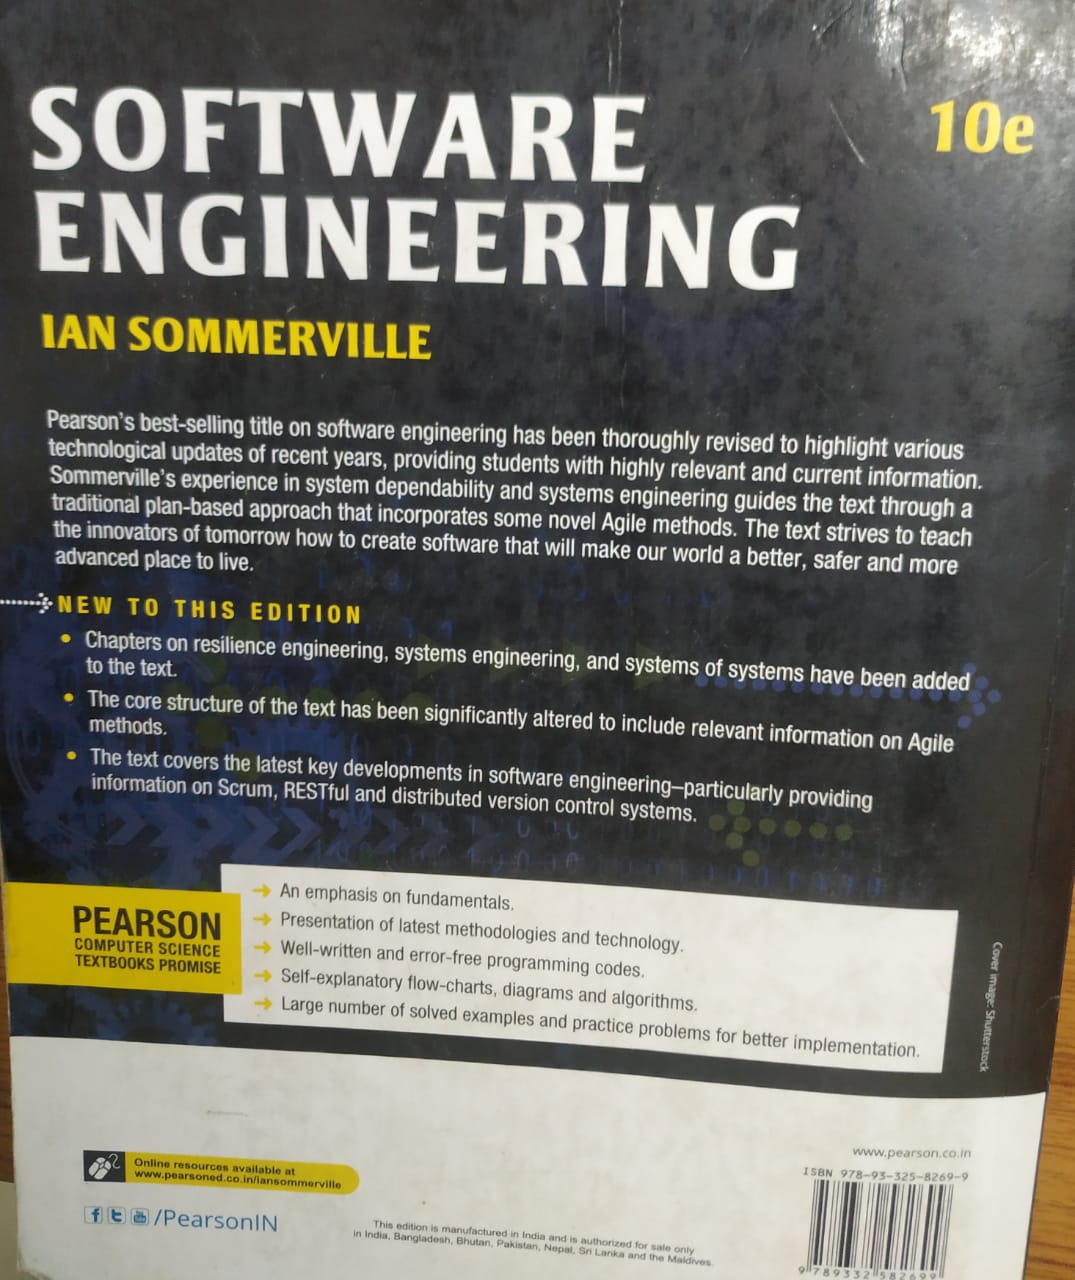 SOFTWARE
10e
ENGINEERING
IAN SOMMERVILLE
Pearson's best-selling title on software engineering has been thoroughly revised to highlight various
technological updates of recent years, providing students with highly relevant and current information.
Sommerville's experience in system dependability and systems engineering guides the text through a
traditional plan-based approach that incorporates some novel Agile methods. The text strives to teach
the innovators of tomorrow how to create software that will make our world a better, safer and more
advanced place to live.
NEW TO THIS EDITION
• Chapters on resilience engineering, systems engineering, and systems of systems have been added
to the text.
• The core structure of the text has been significantly altered to include relevant information on Agile
methods.
• The text covers the latest key developments in software engineering–particularly providing
information on Scrum, RESTful and distributed version control systems.
PEARSON
COMPUTER SCIENCE
TEXTBOOKS PROMISE
→ An emphasis on fundamentals.
→ Presentation of latest methodologies and technology.
→ Well-written and error-free programming codes.
→ Self-explanatory flow-charts, diagrams and algorithms.
→ Large number of solved examples and practice problems for better implementation.
Cover image: Shutterstock
Online resources available at
www.pearsoned.co.in/iansommerville
/PearsonIN
This edition is manufactured in India and is authorized for sale only
in India, Bangladesh, Bhutan, Pakistan, Nepal, Sri Lanka and the Maldives.
www.pearson.co.in
ISBN 978-93-325-8269-9
9 789332 582699